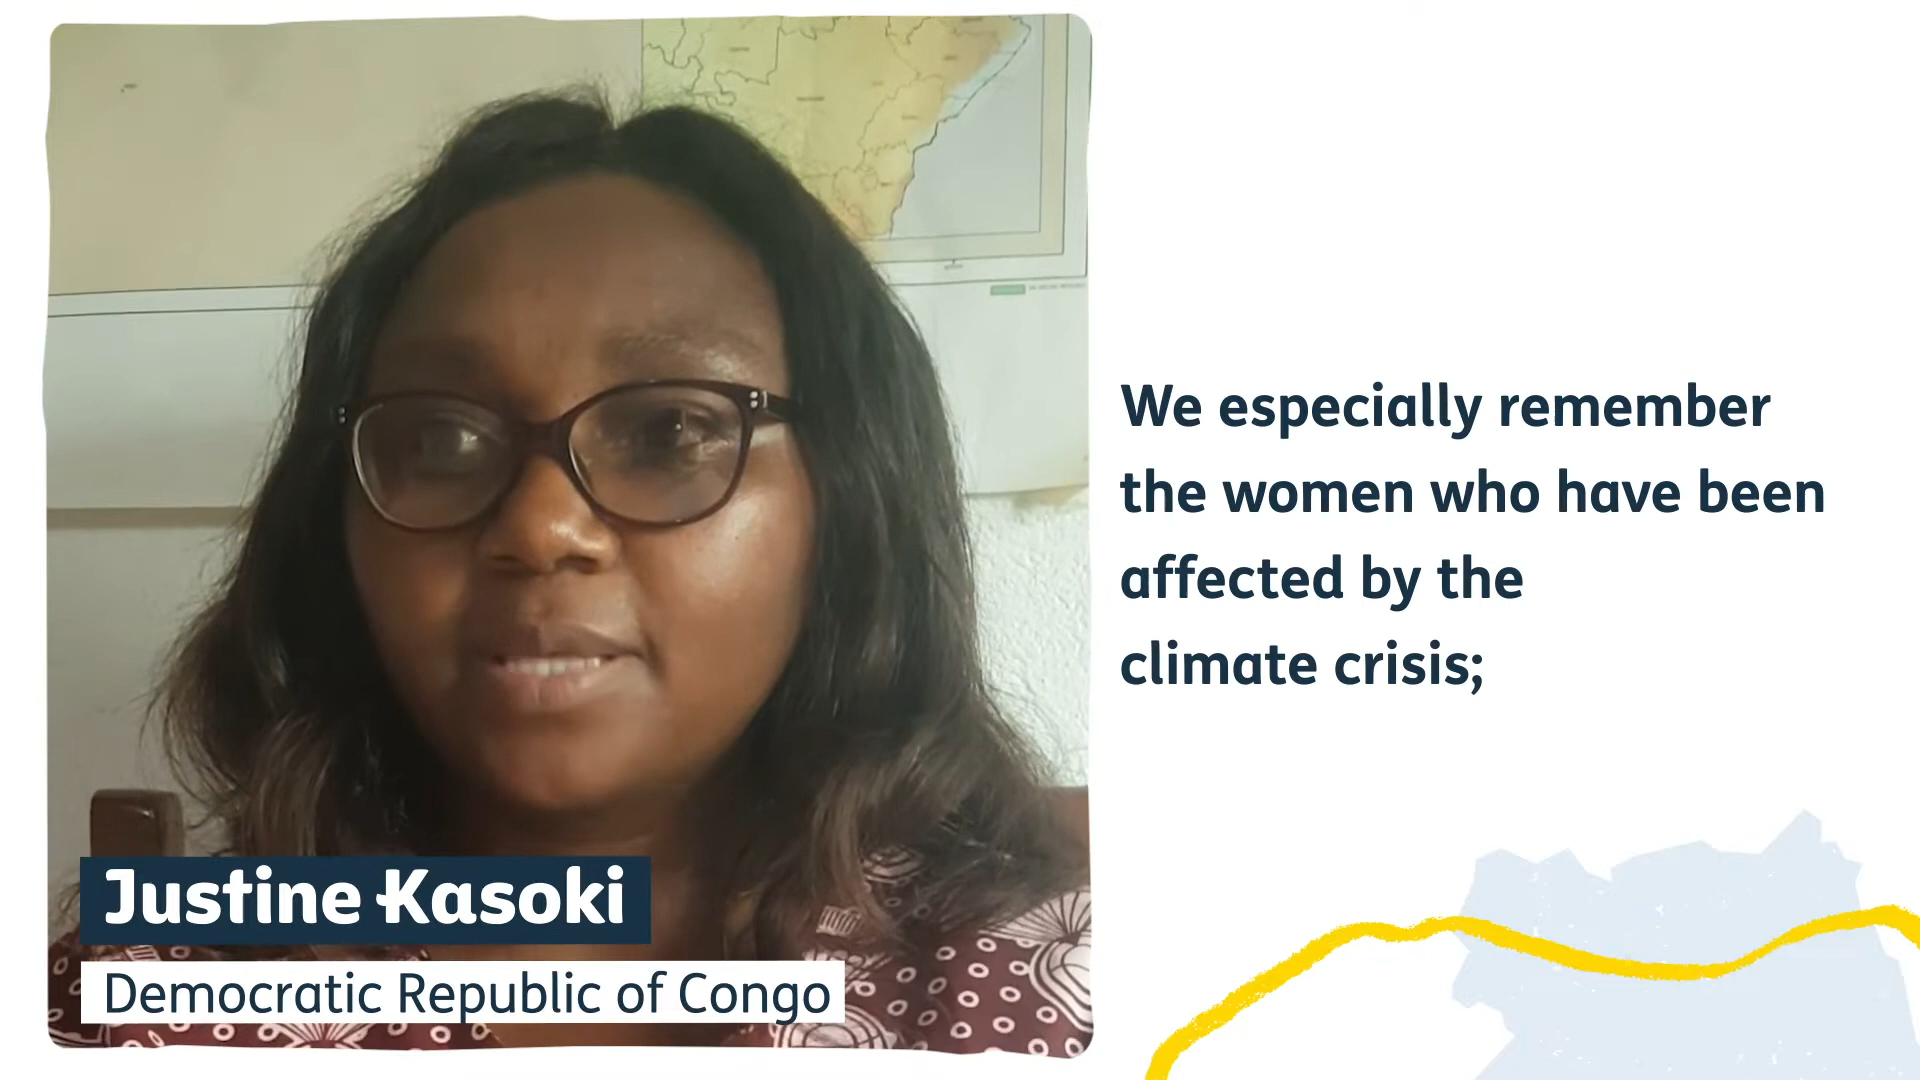 We especially remember
the women who have been
affected by the
climate crisis;
Justine Kasoki
Democratic Republic of Congo